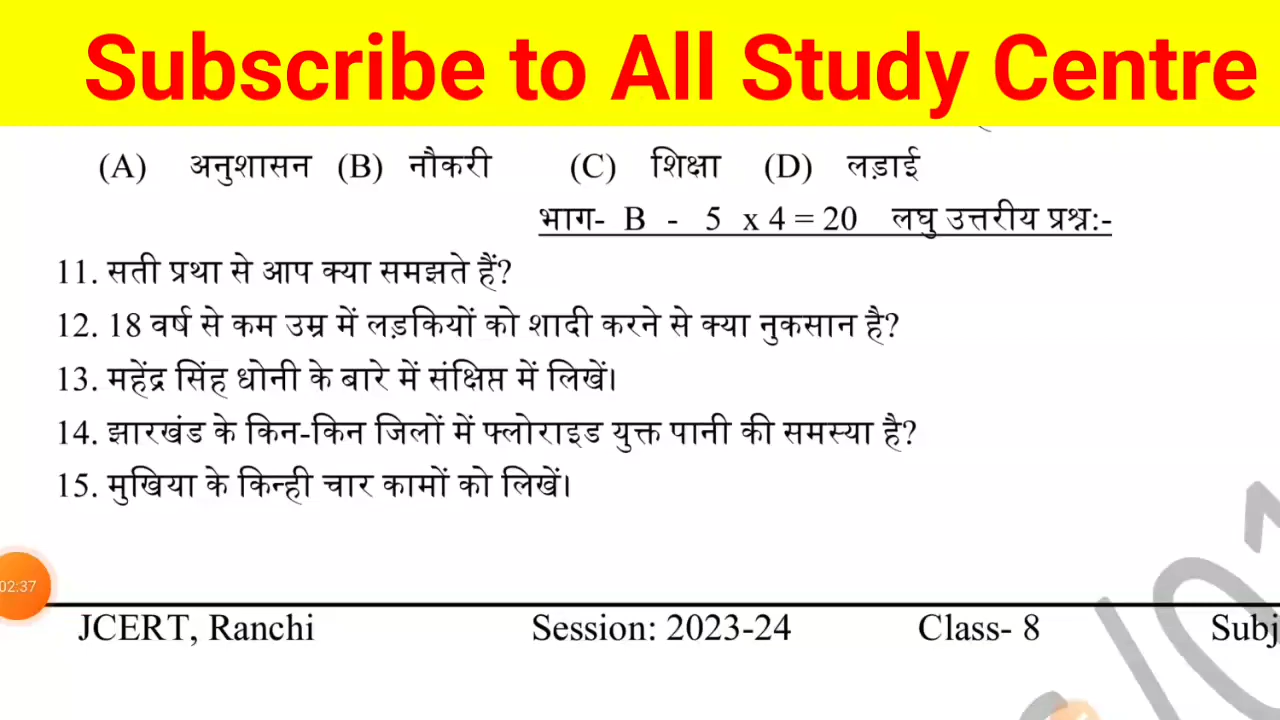 Subscribe to All Study Centre
(A) अनुशासन (B) नौकरी (C) शिक्षा (D) लड़ाई
भाग- B - 5 x 4 = 20 लघु उत्तरीय प्रश्न:-
11. सती प्रथा से आप क्या समझते हैं?
12. 18 वर्ष से कम उम्र में लड़कियों को शादी करने से क्या नुकसान है?
13. महेंद्र सिंह धोनी के बारे में संक्षिप्त में लिखें।
14. झारखंड के किन-किन जिलों में फ्लोराइड युक्त पानी की समस्या है?
15. मुखिया के किन्ही चार कामों को लिखें।
02:37
JCERT, Ranchi Session: 2023-24 Class- 8 Subj